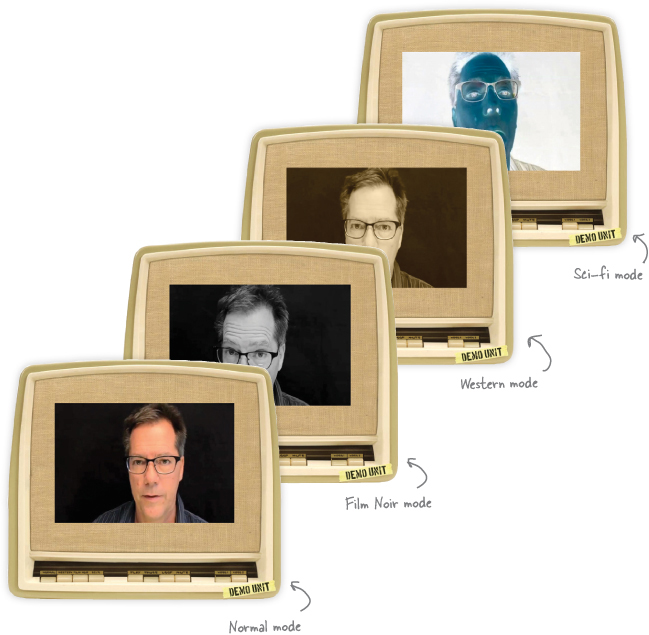 DEMO UNIT
Sci-fi mode
DEMO UNIT
Western mode
DEMO UNIT
Film Noir mode
DEMO UNIT
Normal mode